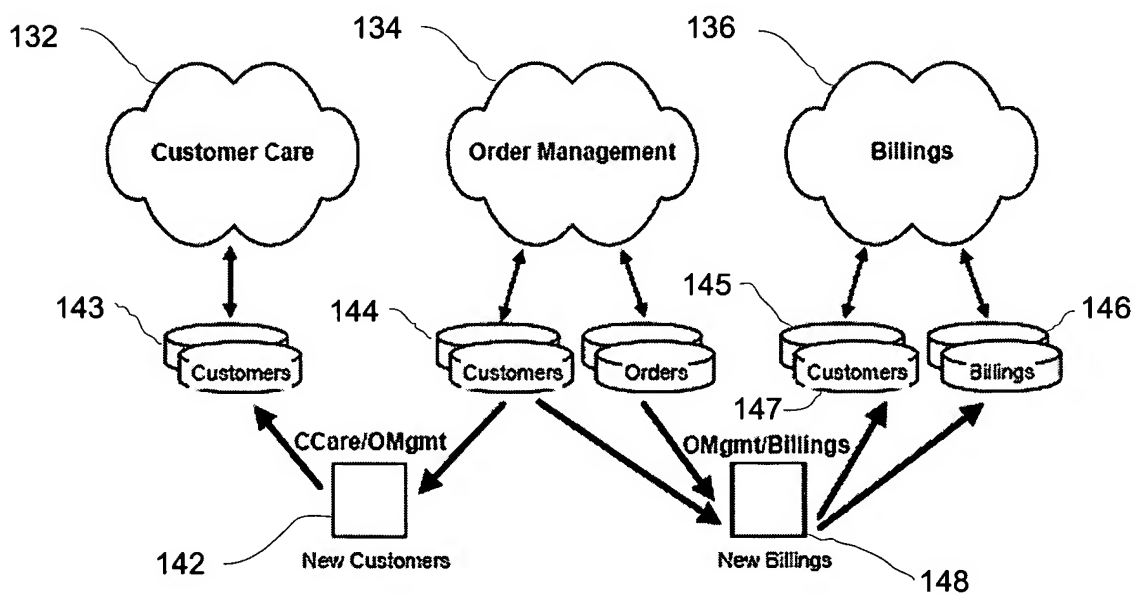 132
134
136
Customer Care
Order Management
Billings
143
144
145
146
Customers
Customers
Orders
Customers
Billings
147
CCare/OMgmt
OMgmt/Billings
142
New Customers
New Billings
148